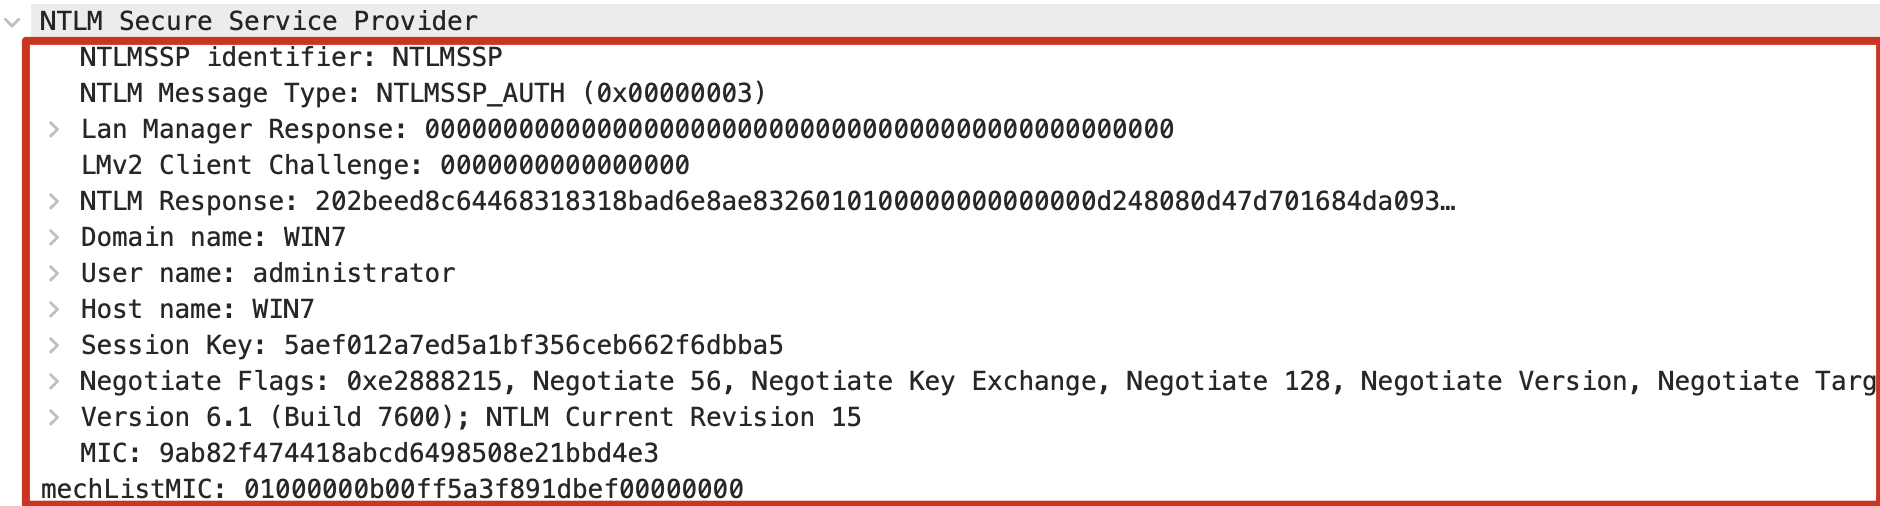 NTLM Secure Service Provider
NTLMSSP identifier: NTLMSSP
NTLM Message Type: NTLMSSP_AUTH (0x00000003)
Lan Manager Response: 000000000000000000000000000000000000000000000000
LMv2 Client Challenge: 0000000000000000
NTLM Response: 202beed8c64468318318bad6e8ae8326010100000000000000d248080d47d701684da093…
Domain name: WIN7
User name: administrator
Host name: WIN7
Session Key: 5aef012a7ed5a1bf356ceb662f6dbba5
Negotiate Flags: 0xe2888215, Negotiate 56, Negotiate Key Exchange, Negotiate 128, Negotiate Version, Negotiate Targ
Version 6.1 (Build 7600); NTLM Current Revision 15
MIC: 9ab82f474418abcd6498508e21bbd4e3
mechListMIC: 01000000b00ff5a3f891dbef00000000